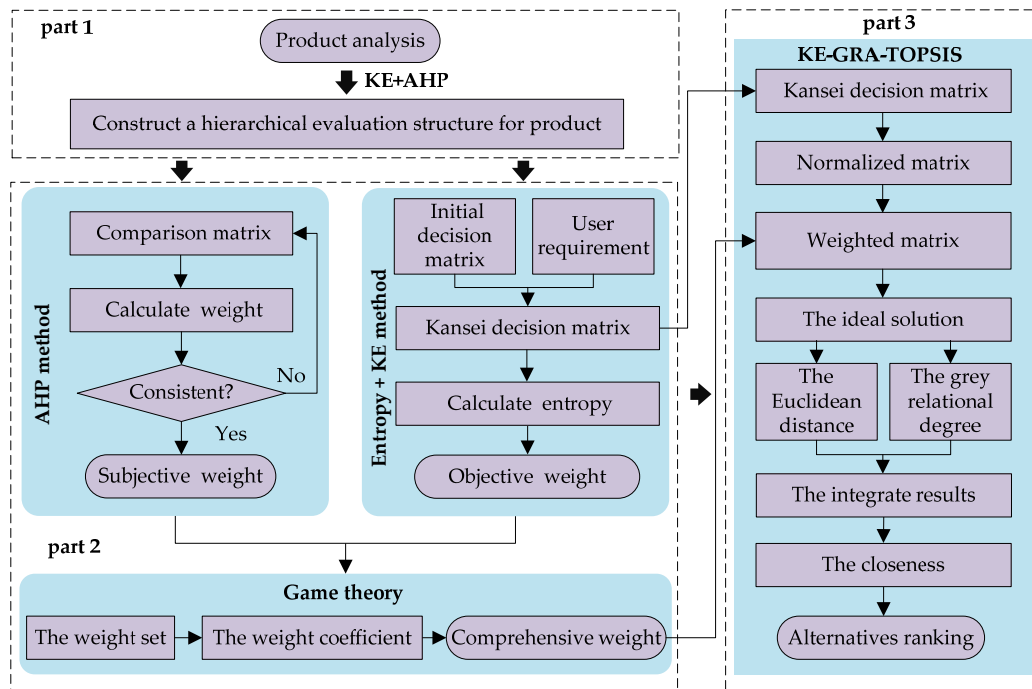 part 1
Product analysis
KE+AHP
Construct a hierarchical evaluation structure for product
AHP method
Comparison matrix
Calculate weight
Consistent?
No
Yes
Subjective weight
Entropy + KE method
Initial
decision
matrix
User
requirement
Kansei decision matrix
Calculate entropy
Objective weight
part 2
Game theory
The weight set
The weight coefficient
Comprehensive weight
part 3
KE-GRA-TOPSIS
Kansei decision matrix
Normalized matrix
Weighted matrix
The ideal solution
The
Euclidean
distance
The grey
relational
degree
The integrate results
The closeness
Alternatives ranking